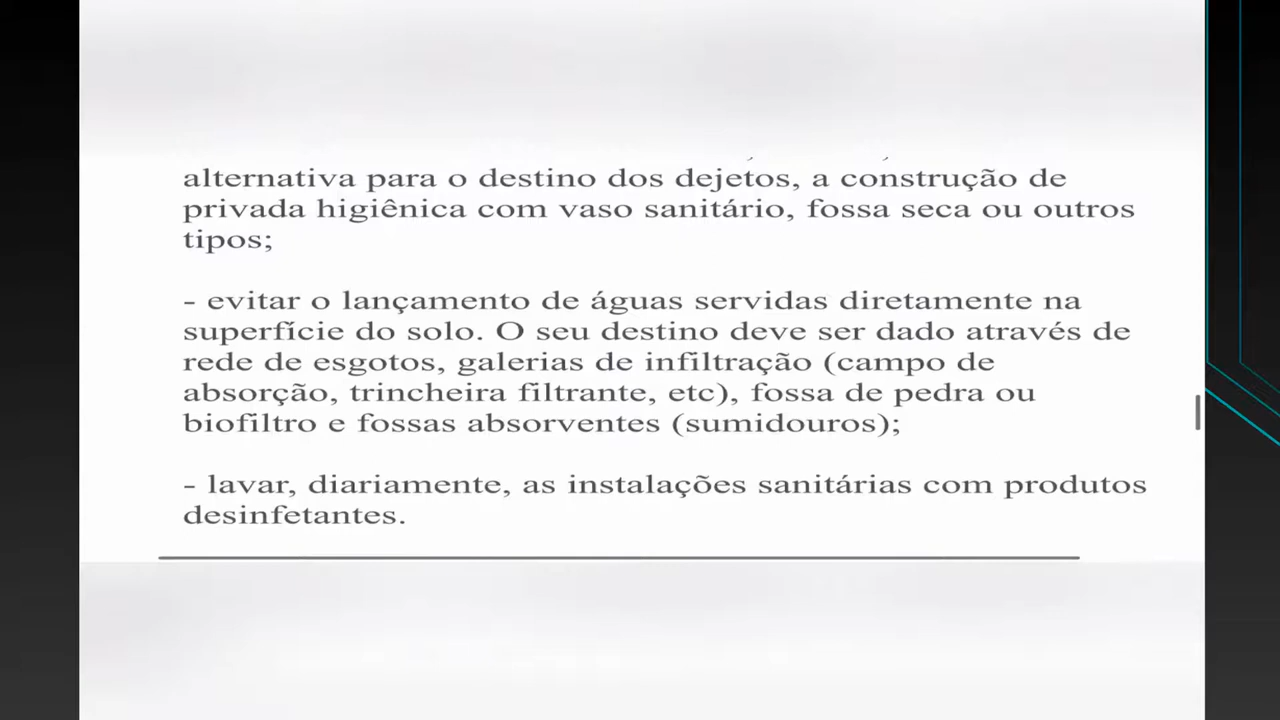 alternativa para o destino dos dejetos, a construção de
privada higiênica com vaso sanitário, fossa seca ou outros
tipos;
- evitar o lançamento de águas servidas diretamente na
superfície do solo. O seu destino deve ser dado através de
rede de esgotos, galerias de infiltração (campo de
absorção, trincheira filtrante, etc), fossa de pedra ou
biofiltro e fossas absorventes (sumidouros);
- lavar, diariamente, as instalações sanitárias com produtos
desinfetantes.